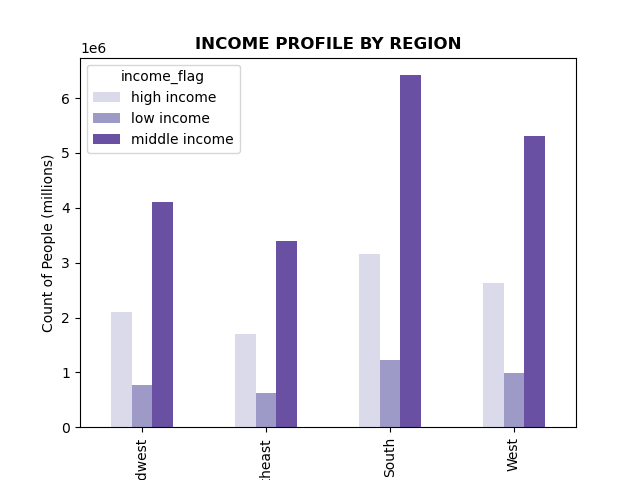 INCOME PROFILE BY REGION
1e6
income_flag
high income
low income
middle income
Count of People (millions)
6
5
4
3
2
1
0
dwest
heast
South
West